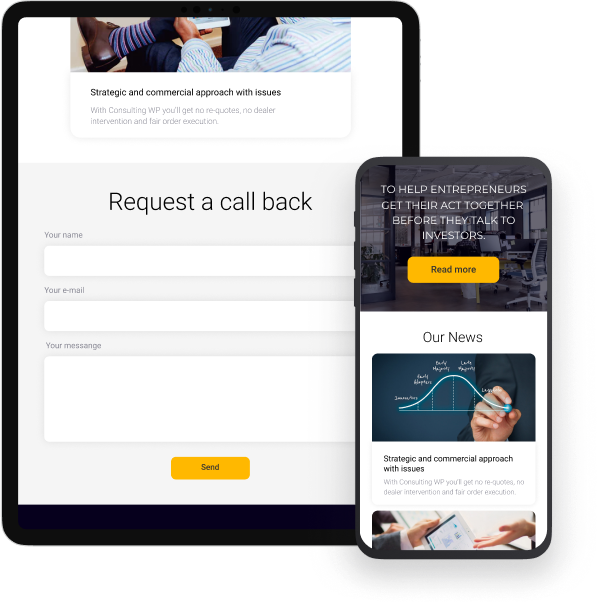 Strategic and commercial approach with issues
With Consulting WP you'll get no re-quotes, no dealer
intervention and fair order execution.
Request a call back
Your name
Your e-mail
Your messange
Send
TO HELP ENTREPRENEURS
GET THEIR ACT TOGETHER
BEFORE THEY TALK TO
INVESTORS.
Read more
Our News
Innovators
Early
Adopters
Early
Majority
Late
Majority
Strategic and commercial approach
with issues
With Consulting WP you'll get no re-quotes, no
dealer intervention and fair order execution.